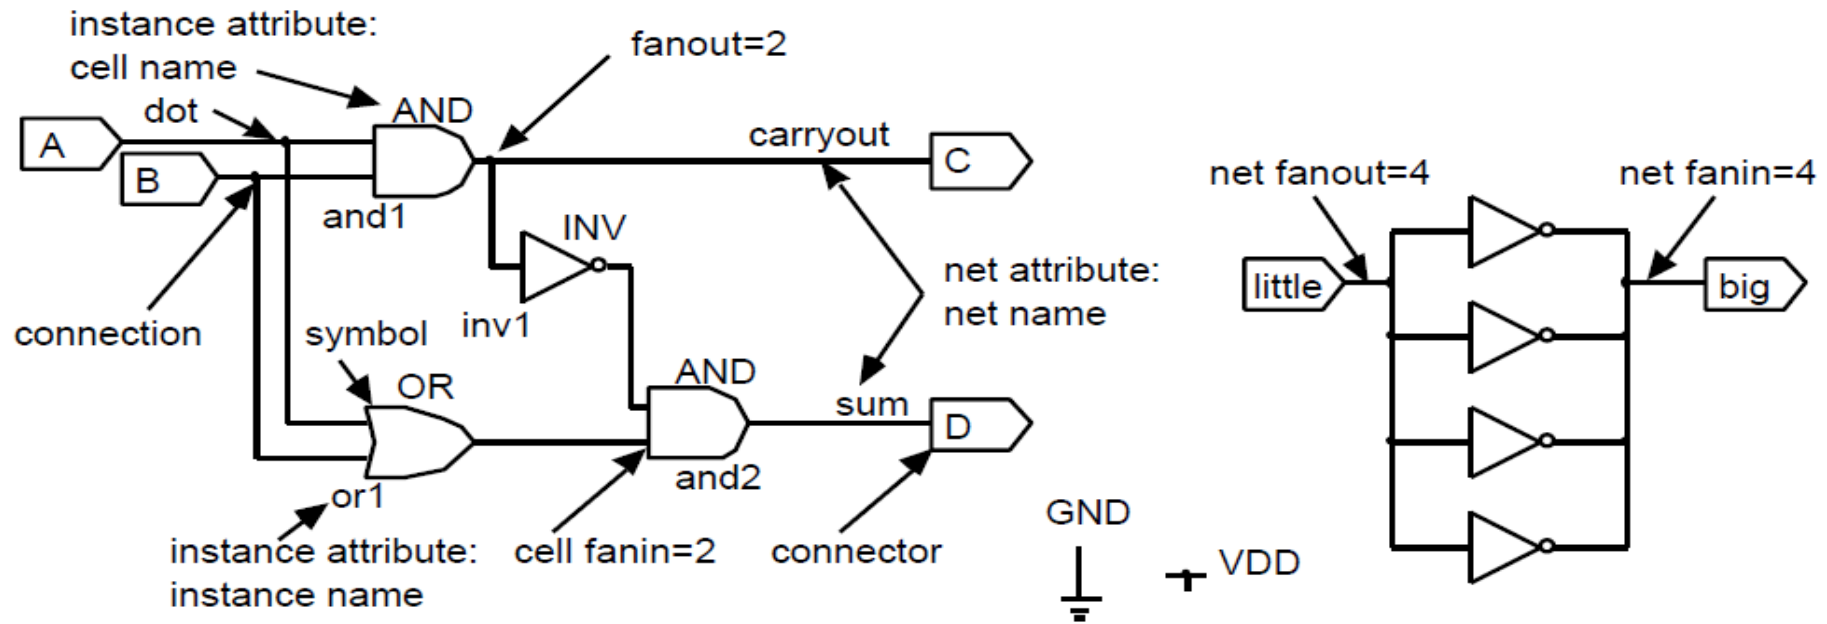 instance attribute:
cell name
fanout=2
dot
AND
A
carryout
C
B
net fanout=4
net fanin=4
and1
INV
net attribute:
net name
little
big
connection
symbol
inv1
AND
OR
sum
D
and2
or1
GND
instance attribute:
instance name
cell fanin=2
connector
VDD